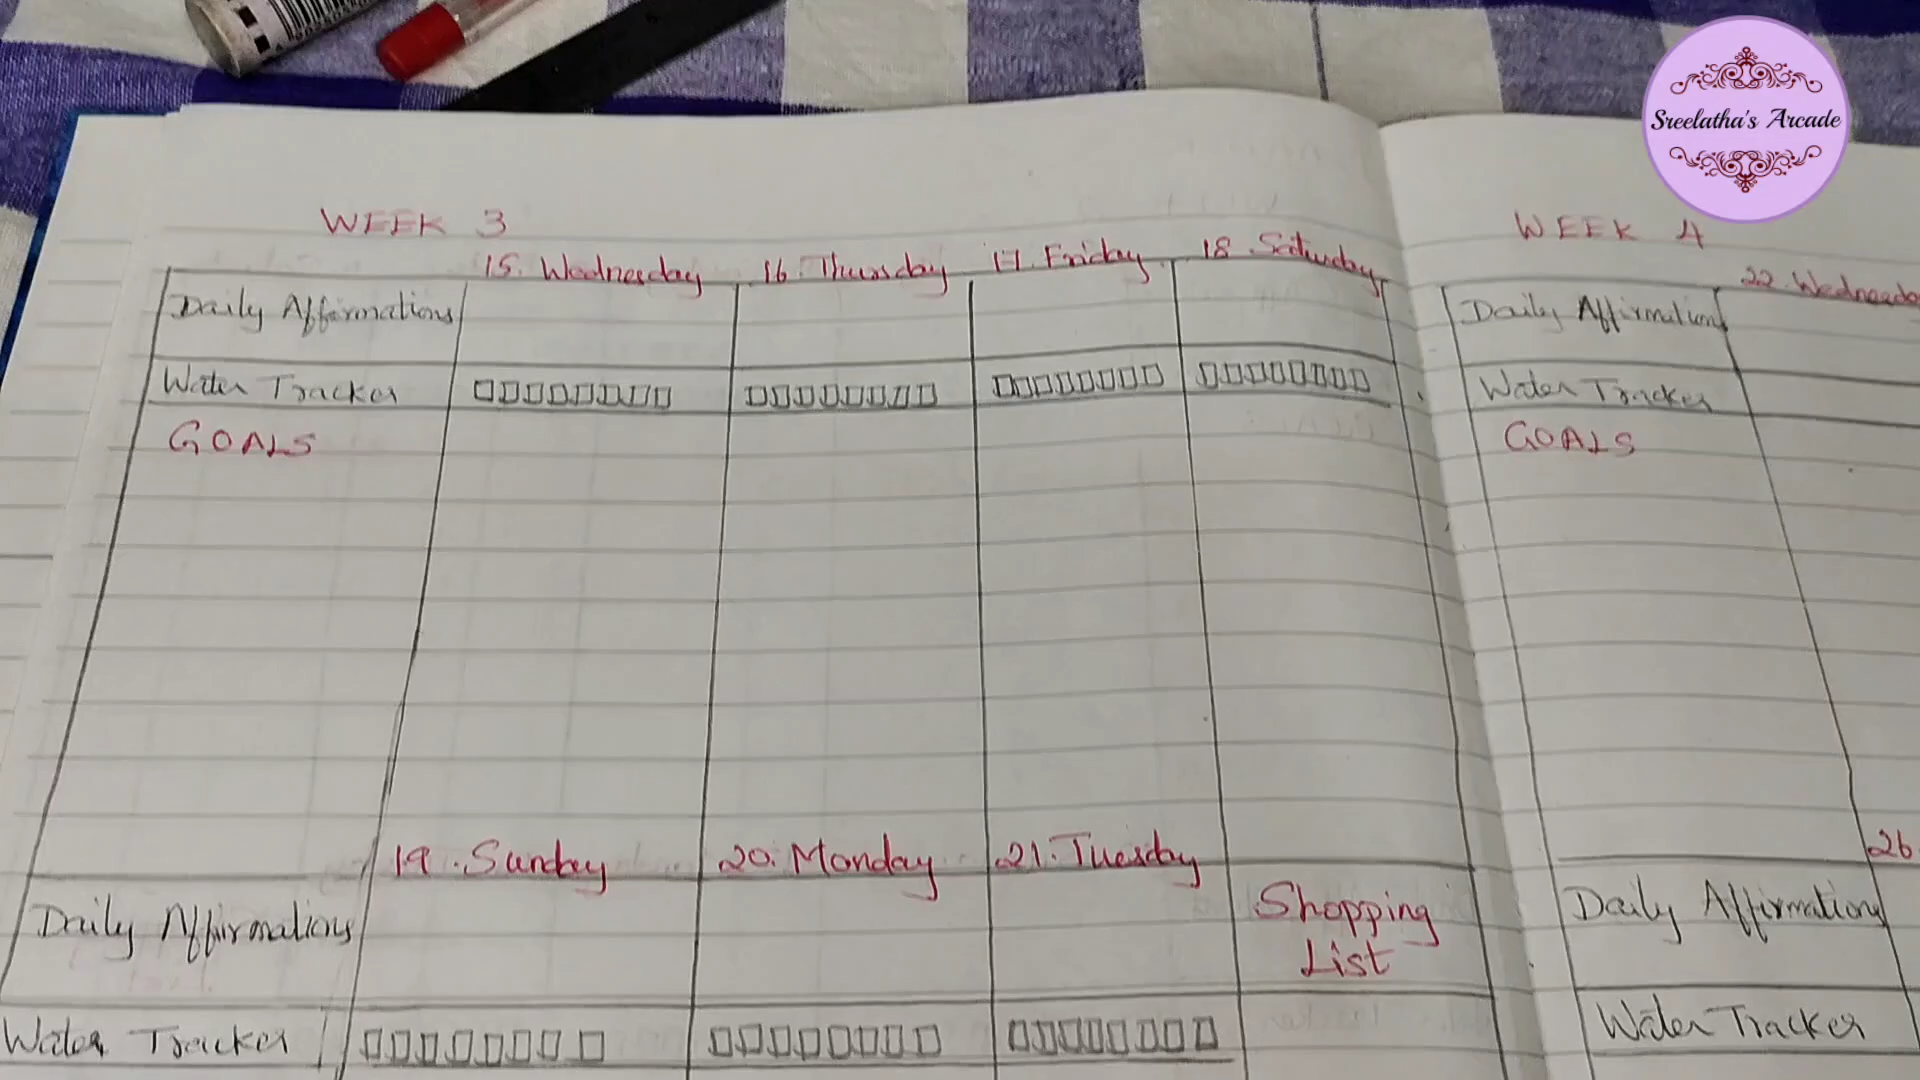 Sreelatha's Arcade
WEEK 3
15. Wednesday 16. Thursday 17. Friday 18. Saturday
Daily Affirmations
Water Tracker
GOALS
19. Sunday 20. Monday 21. Tuesday
Daily Affirmations
Shopping
List
Water Tracker
WEEK 4
22. Wednesda
Daily Affirmations
Water Tracker
GOALS
26
Daily Affirmations
Water Tracker